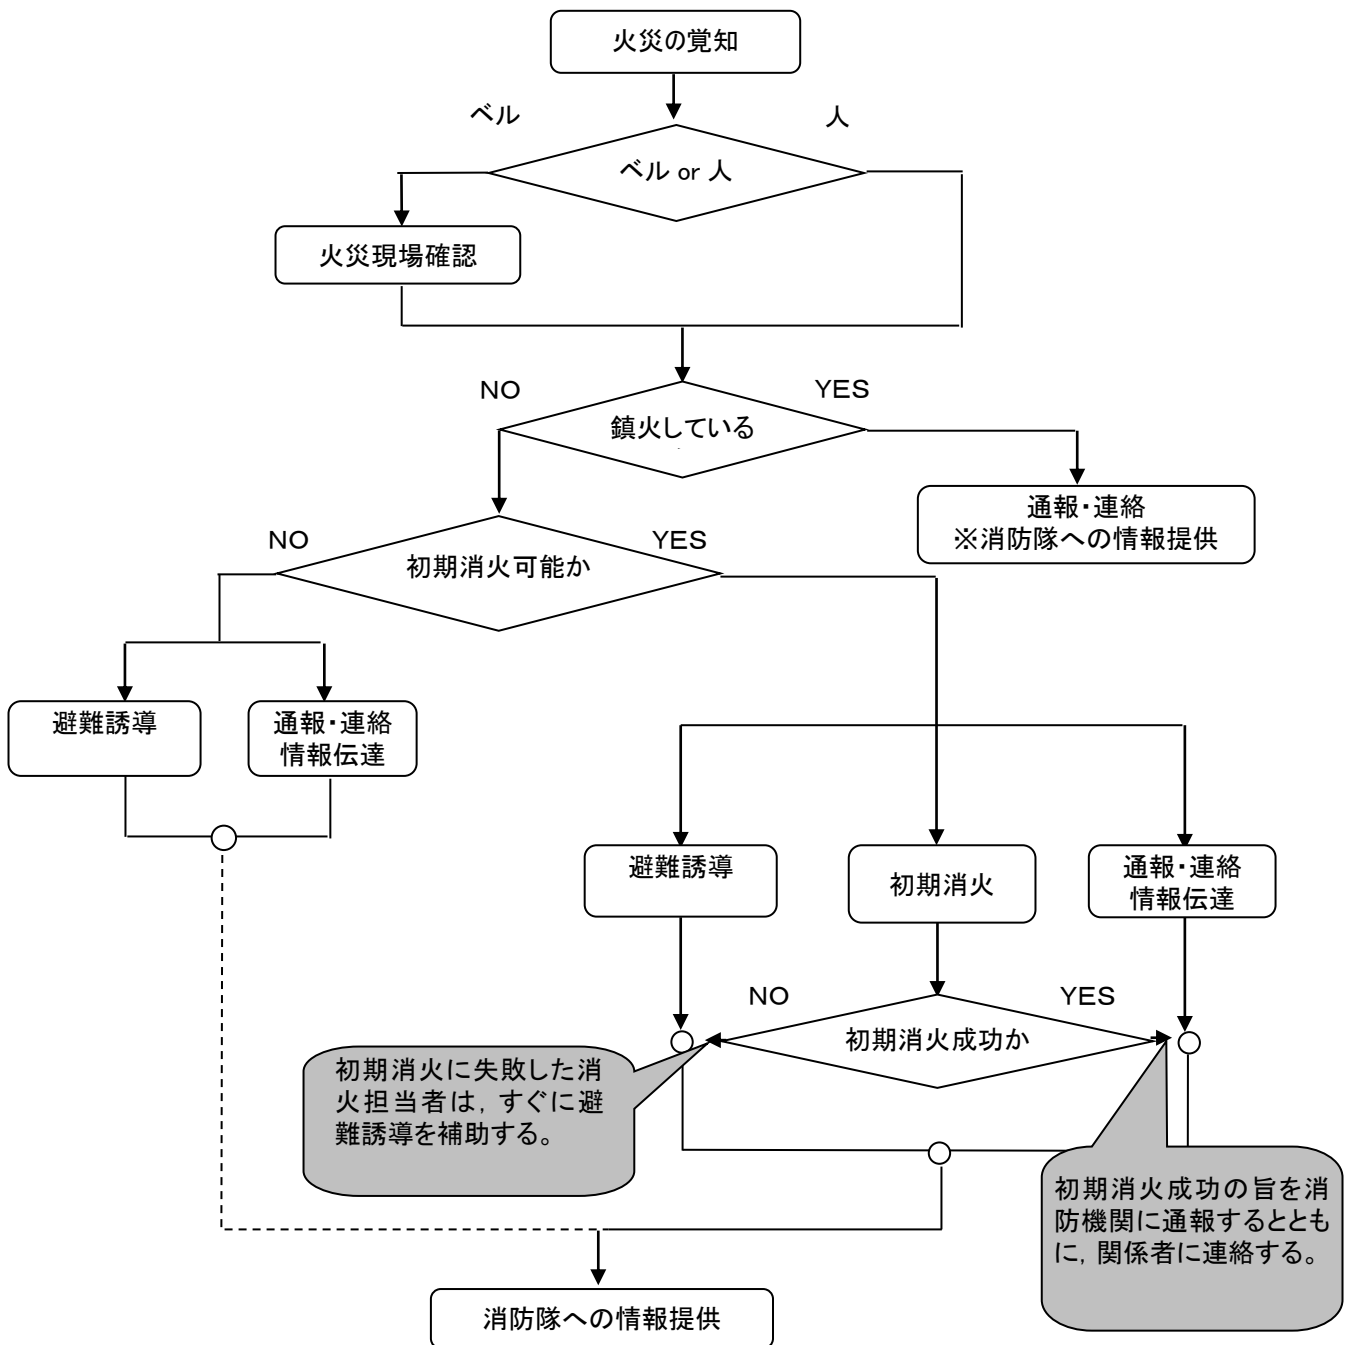 火災の覚知
ベル
人
ベル or 人
火災現場確認
NO
YES
鎮火している
通報・連絡
※消防隊への情報提供
NO
YES
初期消火可能か
避難誘導
通報・連絡
情報伝達
避難誘導
初期消火
通報・連絡
情報伝達
NO
YES
初期消火成功か
初期消火に失敗した消
火担当者は，すぐに避
難誘導を補助する。
初期消火成功の旨を消
防機関に通報するととも
に，関係者に連絡する。
消防隊への情報提供